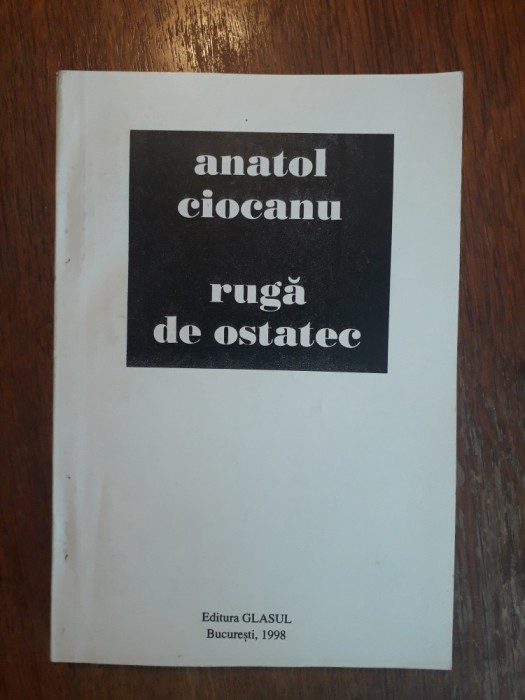 anatol
ciocanu
rugă
de ostatec
Editura GLASUL
București, 1998